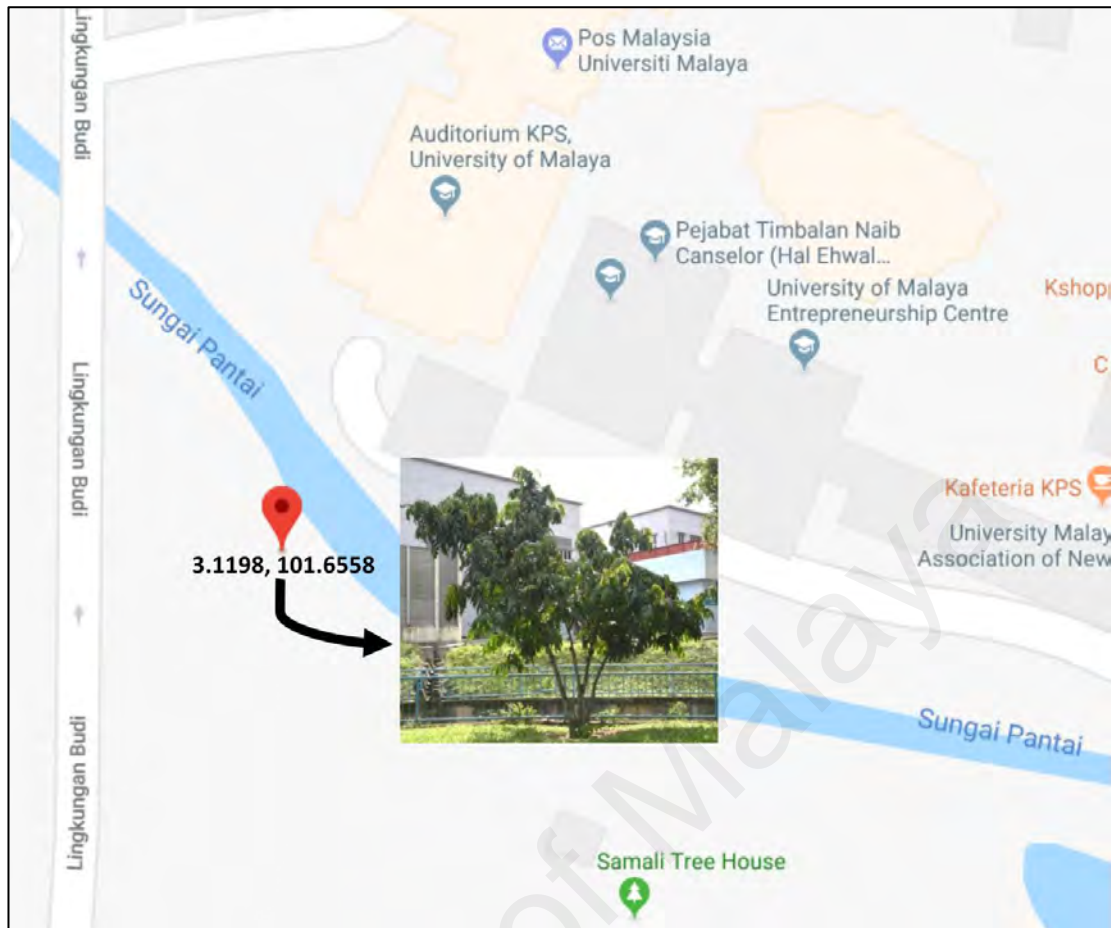 Lingkungan Budi
Pos Malaysia
Universiti Malaya
Auditorium KPS,
University of Malaya
Pejabat Timbalan Naib
Canselor (Hal Ehwal...
University of Malaya
Entrepreneurship Centre
Kshopp
Sungai Pantai
C
Lingkungan Budi
Kafeteria KPS
University Malay
Association of New
3.1198, 101.6558
Sungai Pantai
Lingkungan Budi
Samali Tree House
of Malaya